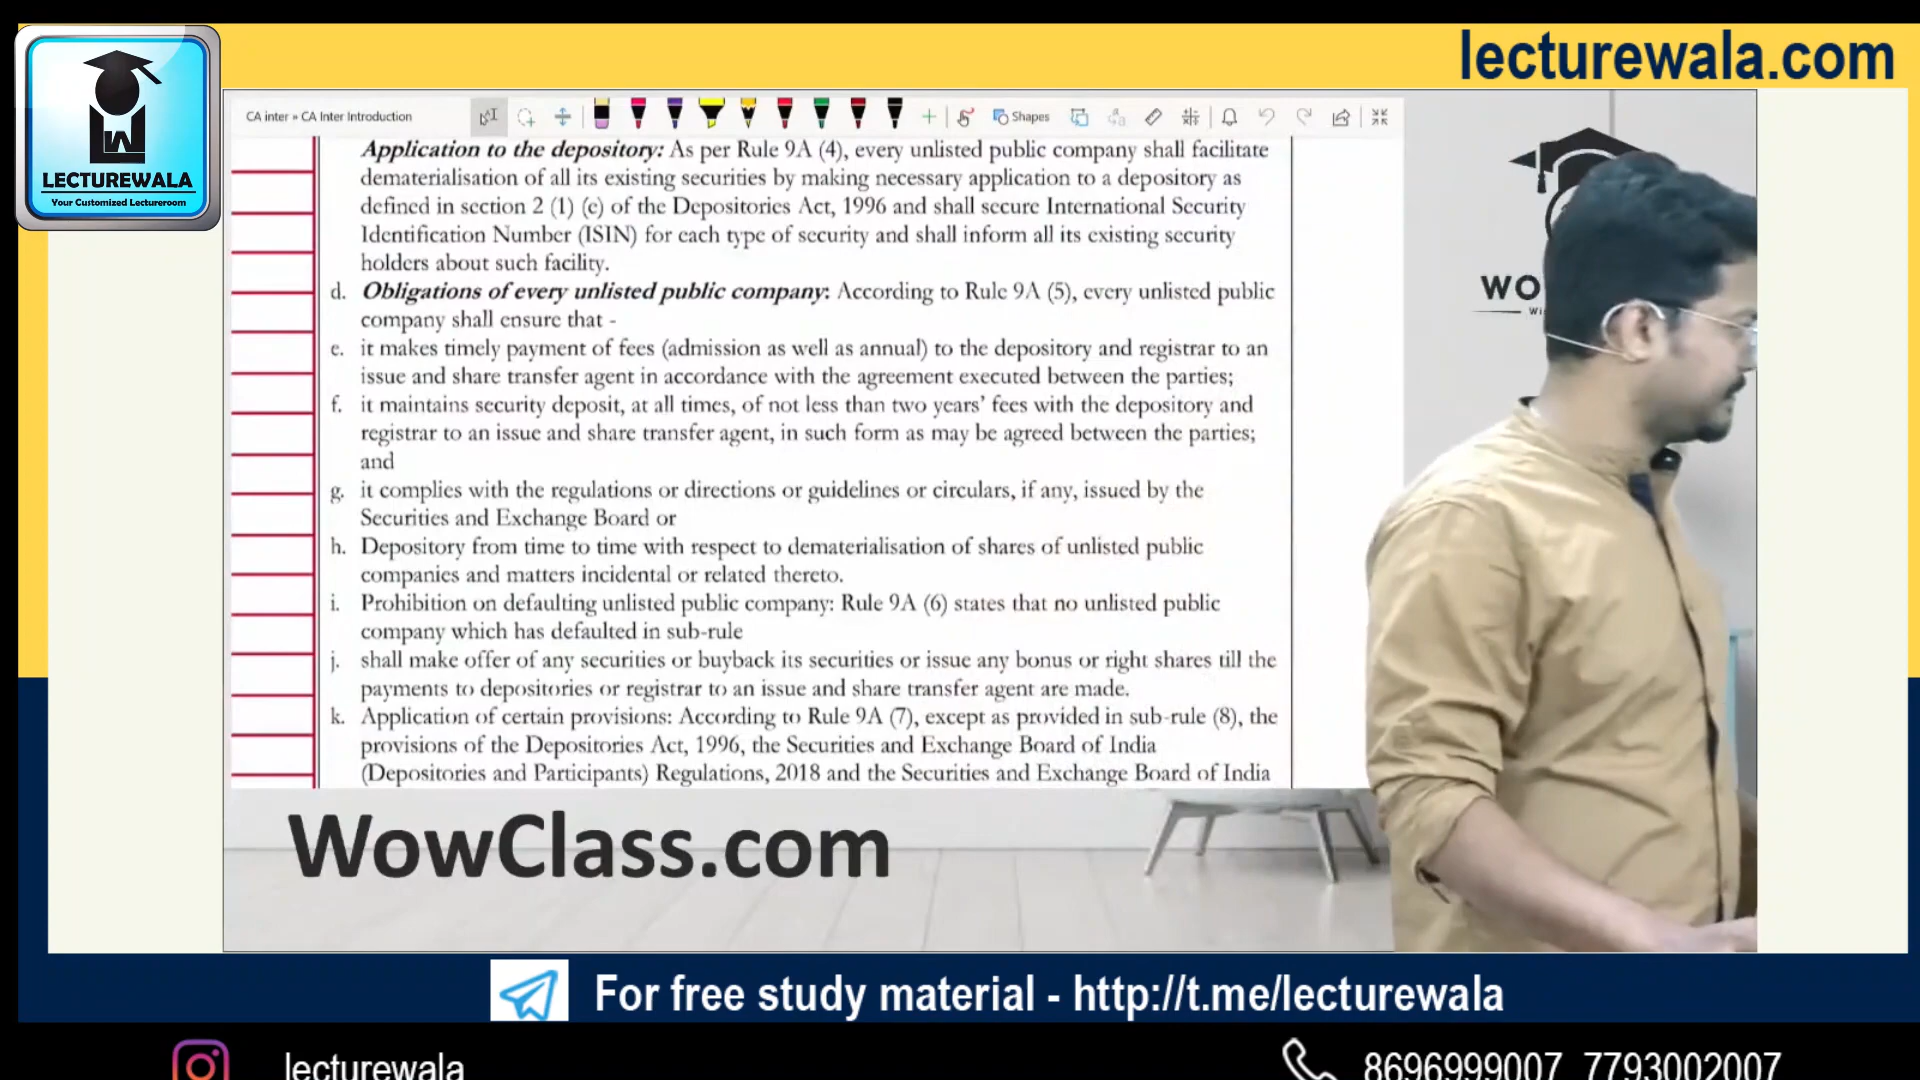 lecturewala.com
LW
LECTUREWALA
Your Customized Lectureroom
CA inter » CA Inter Introduction
Shapes
Application to the depository: As per Rule 9A (4), every unlisted public company shall facilitate
dematerialisation of all its existing securities by making necessary application to a depository as
defined in section 2 (1) (e) of the Depositories Act, 1996 and shall secure International Security
Identification Number (ISIN) for each type of security and shall inform all its existing security
holders about such facility.
d. Obligations of every unlisted public company: According to Rule 9A (5), every unlisted public
company shall ensure that -
e. it makes timely payment of fees (admission as well as annual) to the depository and registrar to an
issue and share transfer agent in accordance with the agreement executed between the parties;
f. it maintains security deposit, at all times, of not less than two years’ fees with the depository and
registrar to an issue and share transfer agent, in such form as may be agreed between the parties;
and
g. it complies with the regulations or directions or guidelines or circulars, if any, issued by the
Securities and Exchange Board or
h. Depository from time to time with respect to dematerialisation of shares of unlisted public
companies and matters incidental or related thereto.
i. Prohibition on defaulting unlisted public company: Rule 9A (6) states that no unlisted public
company which has defaulted in sub-rule
j. shall make offer of any securities or buyback its securities or issue any bonus or right shares till the
payments to depositories or registrar to an issue and share transfer agent are made.
k. Application of certain provisions: According to Rule 9A (7), except as provided in sub-rule (8), the
provisions of the Depositories Act, 1996, the Securities and Exchange Board of India
(Depositories and Participants) Regulations, 2018 and the Securities and Exchange Board of India
WO
Wi
WowClass.com
For free study material - http://t.me/lecturewala
lecturewala
8696999007, 7793002007